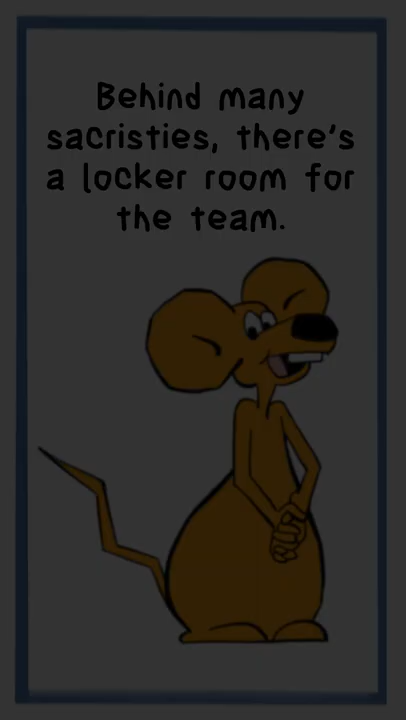 Behind many
sacristies, there's
a locker room for
the team.